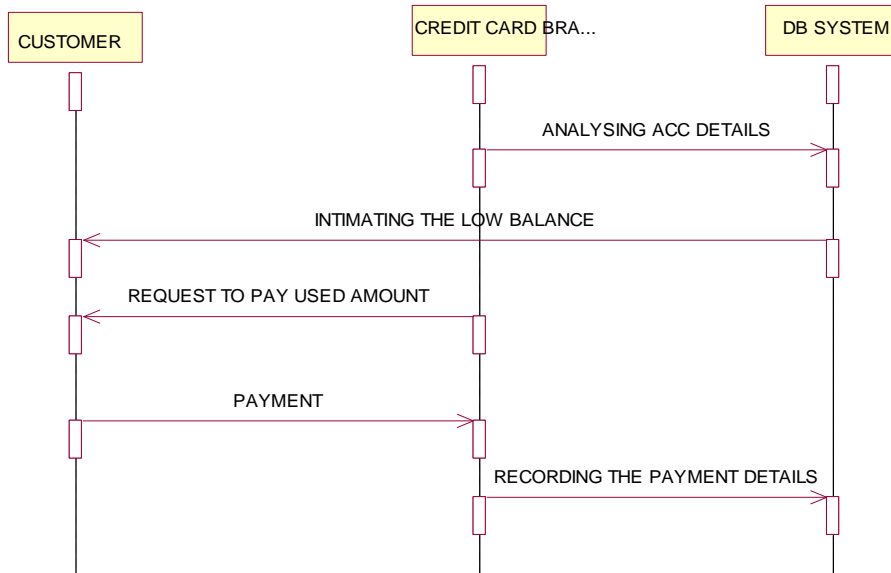 CUSTOMER
CREDIT CARD BRA...
DB SYSTEM
ANALYSING ACC DETAILS
INTIMATING THE LOW BALANCE
REQUEST TO PAY USED AMOUNT
PAYMENT
RECORDING THE PAYMENT DETAILS